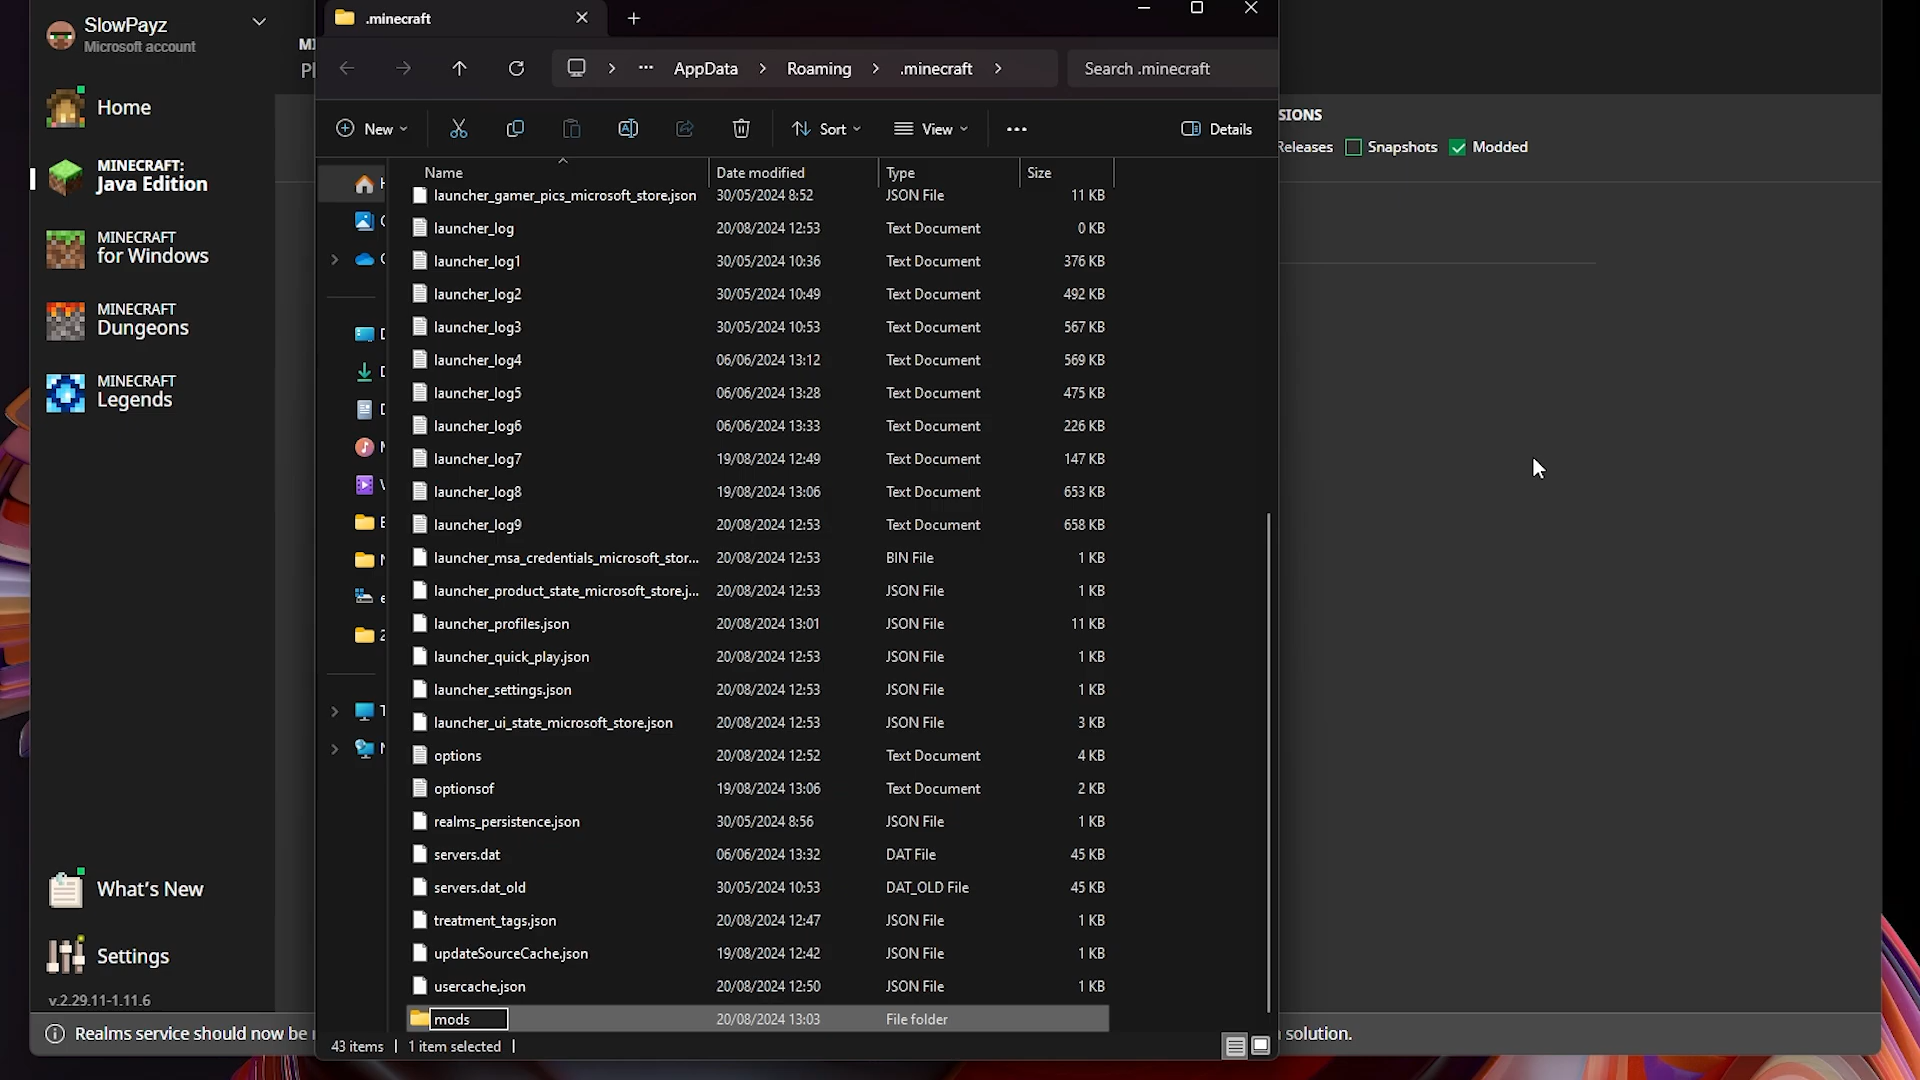 SlowPayz
Microsoft account
Home
MINECRAFT:
Java Edition
MINECRAFT
for Windows
MINECRAFT
Dungeons
MINECRAFT
Legends
What's New
Settings
v.2.29.11-1.11.6
Realms service should now be
.minecraft
AppData > Roaming > .minecraft >
Search .minecraft
New
Sort
View
Details
Name Date modified Type Size
launcher_gamer_pics_microsoft_store.json 30/05/2024 8:52 JSON File 11 KB
launcher_log 20/08/2024 12:53 Text Document 0 KB
launcher_log1 30/05/2024 10:36 Text Document 376 KB
launcher_log2 30/05/2024 10:49 Text Document 492 KB
launcher_log3 30/05/2024 10:53 Text Document 567 KB
launcher_log4 06/06/2024 13:12 Text Document 569 KB
launcher_log5 06/06/2024 13:28 Text Document 475 KB
launcher_log6 06/06/2024 13:33 Text Document 226 KB
launcher_log7 19/08/2024 12:49 Text Document 147 KB
launcher_log8 19/08/2024 13:06 Text Document 653 KB
launcher_log9 20/08/2024 12:53 Text Document 658 KB
launcher_msa_credentials_microsoft_stor... 20/08/2024 12:53 BIN File 1 KB
launcher_product_state_microsoft_store.j... 20/08/2024 12:53 JSON File 1 KB
launcher_profiles.json 20/08/2024 13:01 JSON File 11 KB
launcher_quick_play.json 20/08/2024 12:53 JSON File 1 KB
launcher_settings.json 20/08/2024 12:53 JSON File 1 KB
launcher_ui_state_microsoft_store.json 20/08/2024 12:53 JSON File 3 KB
options 20/08/2024 12:52 Text Document 4 KB
optionsof 19/08/2024 13:06 Text Document 2 KB
realms_persistence.json 30/05/2024 8:56 JSON File 1 KB
servers.dat 06/06/2024 13:32 DAT File 45 KB
servers.dat_old 30/05/2024 10:53 DAT_OLD File 45 KB
treatment_tags.json 20/08/2024 12:47 JSON File 1 KB
updateSourceCache.json 19/08/2024 12:42 JSON File 1 KB
usercache.json 20/08/2024 12:50 JSON File 1 KB
mods 20/08/2024 13:03 File folder
43 items | 1 item selected |
SIONS
Releases Snapshots Modded
solution.